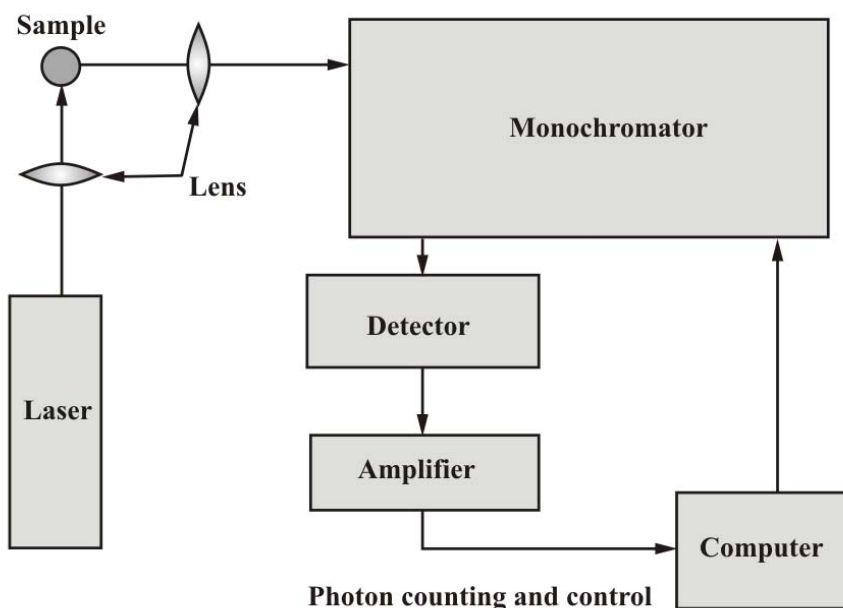 Sample
Monochromator
Lens
Detector
Laser
Amplifier
Computer
Photon counting and control